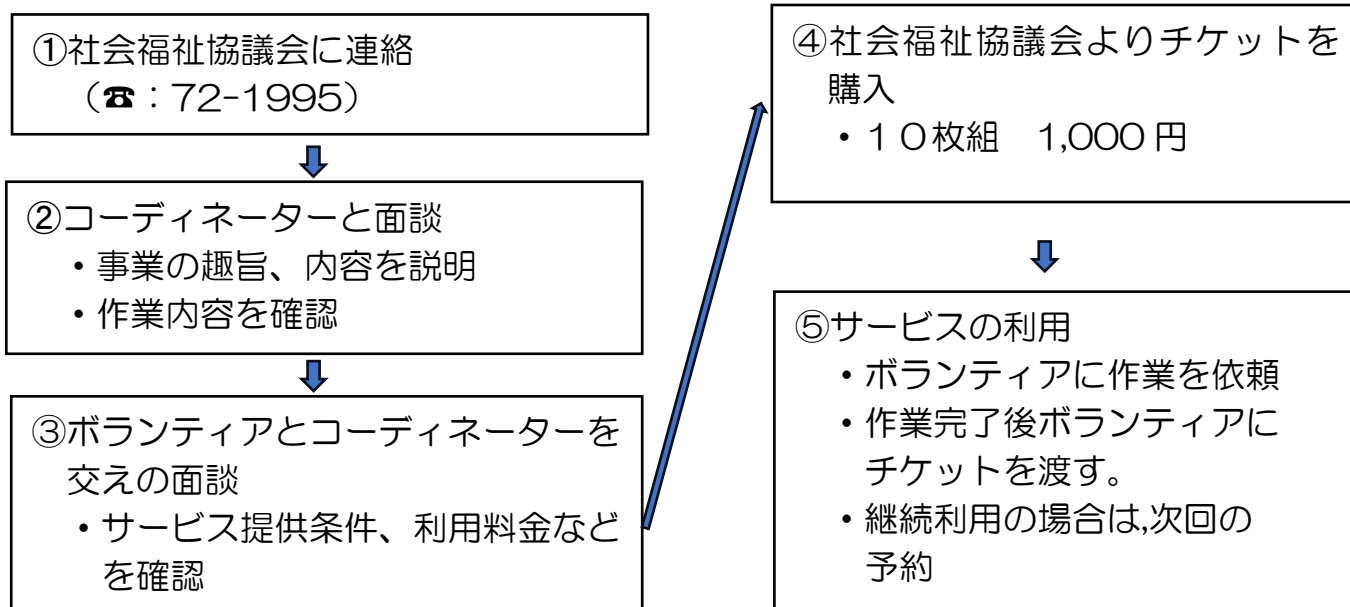 ①社会福祉協議会に連絡
（☎：72-1995）
②コーディネーターと面談
・事業の趣旨、内容を説明
・作業内容を確認
③ボランティアとコーディネーターを
交えの面談
・サービス提供条件、利用料金など
を確認
④社会福祉協議会よりチケットを
購入
・１０枚組　1,000円
⑤サービスの利用
・ボランティアに作業を依頼
・作業完了後ボランティアに
チケットを渡す。
・継続利用の場合は,次回の
予約